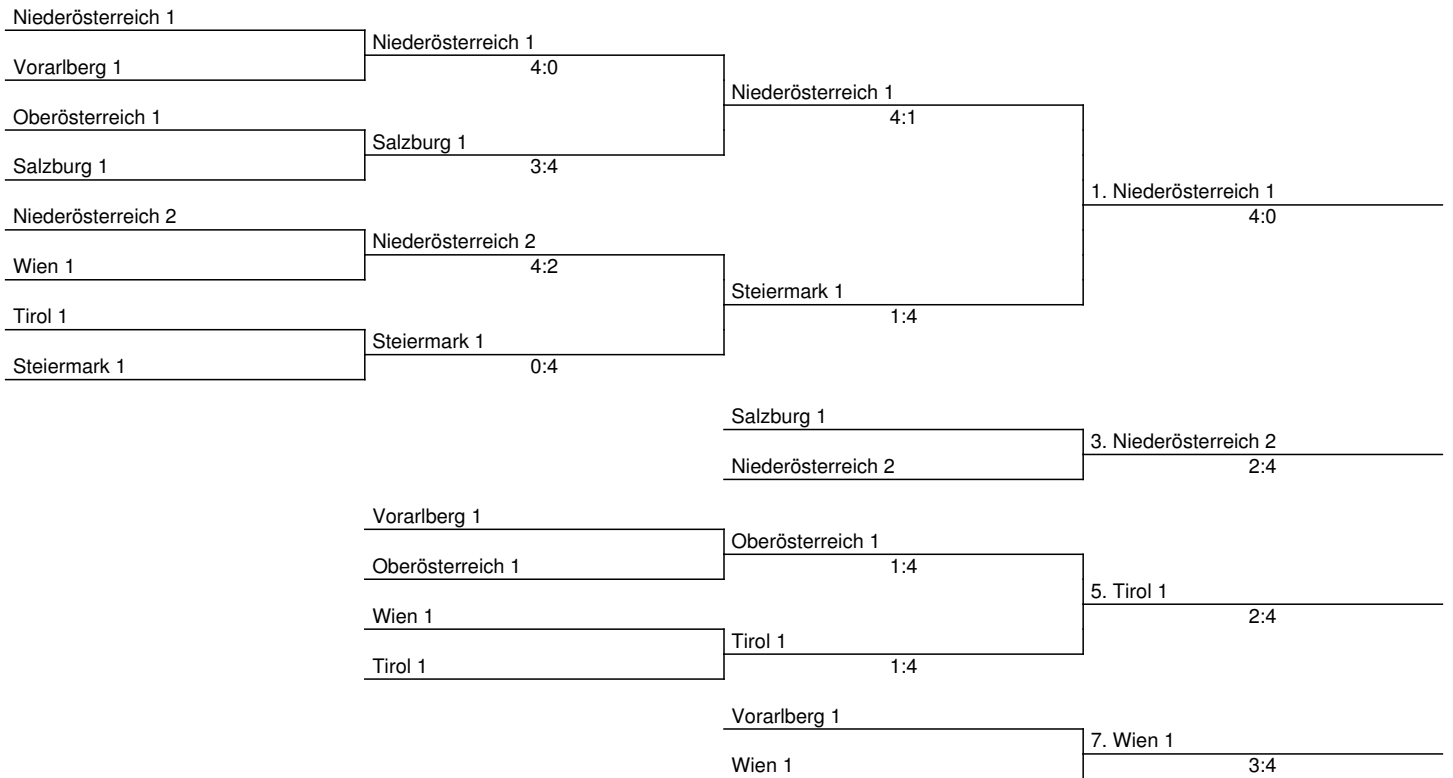 Niederösterreich 1
Niederösterreich 1
Vorarlberg 1
4:0
Niederösterreich 1
Oberösterreich 1
4:1
Salzburg 1
Salzburg 1
3:4
1. Niederösterreich 1
Niederösterreich 2
4:0
Niederösterreich 2
Wien 1
4:2
Steiermark 1
Tirol 1
1:4
Steiermark 1
Steiermark 1
0:4
Salzburg 1
3. Niederösterreich 2
Niederösterreich 2
2:4
Vorarlberg 1
Oberösterreich 1
Oberösterreich 1
1:4
5. Tirol 1
Wien 1
2:4
Tirol 1
Tirol 1
1:4
Vorarlberg 1
7. Wien 1
Wien 1
3:4